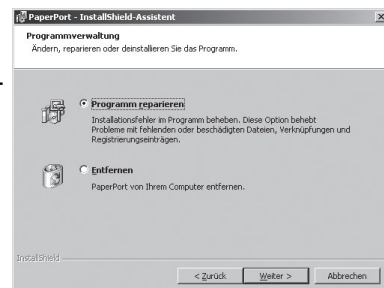 PaperPort - InstallShield-Assistent
Programmverwaltung
Ändern, reparieren oder deinstallieren Sie das Programm.
Programm reparieren
Installationsfehler im Programm beheben. Diese Option behebt
Probleme mit fehlenden oder beschädigten Dateien, Verknüpfungen und
Registrierungseinträgen.
Entfernen
PaperPort von Ihrem Computer entfernen.
InstallShield
< Zurück Weiter > Abbrechen